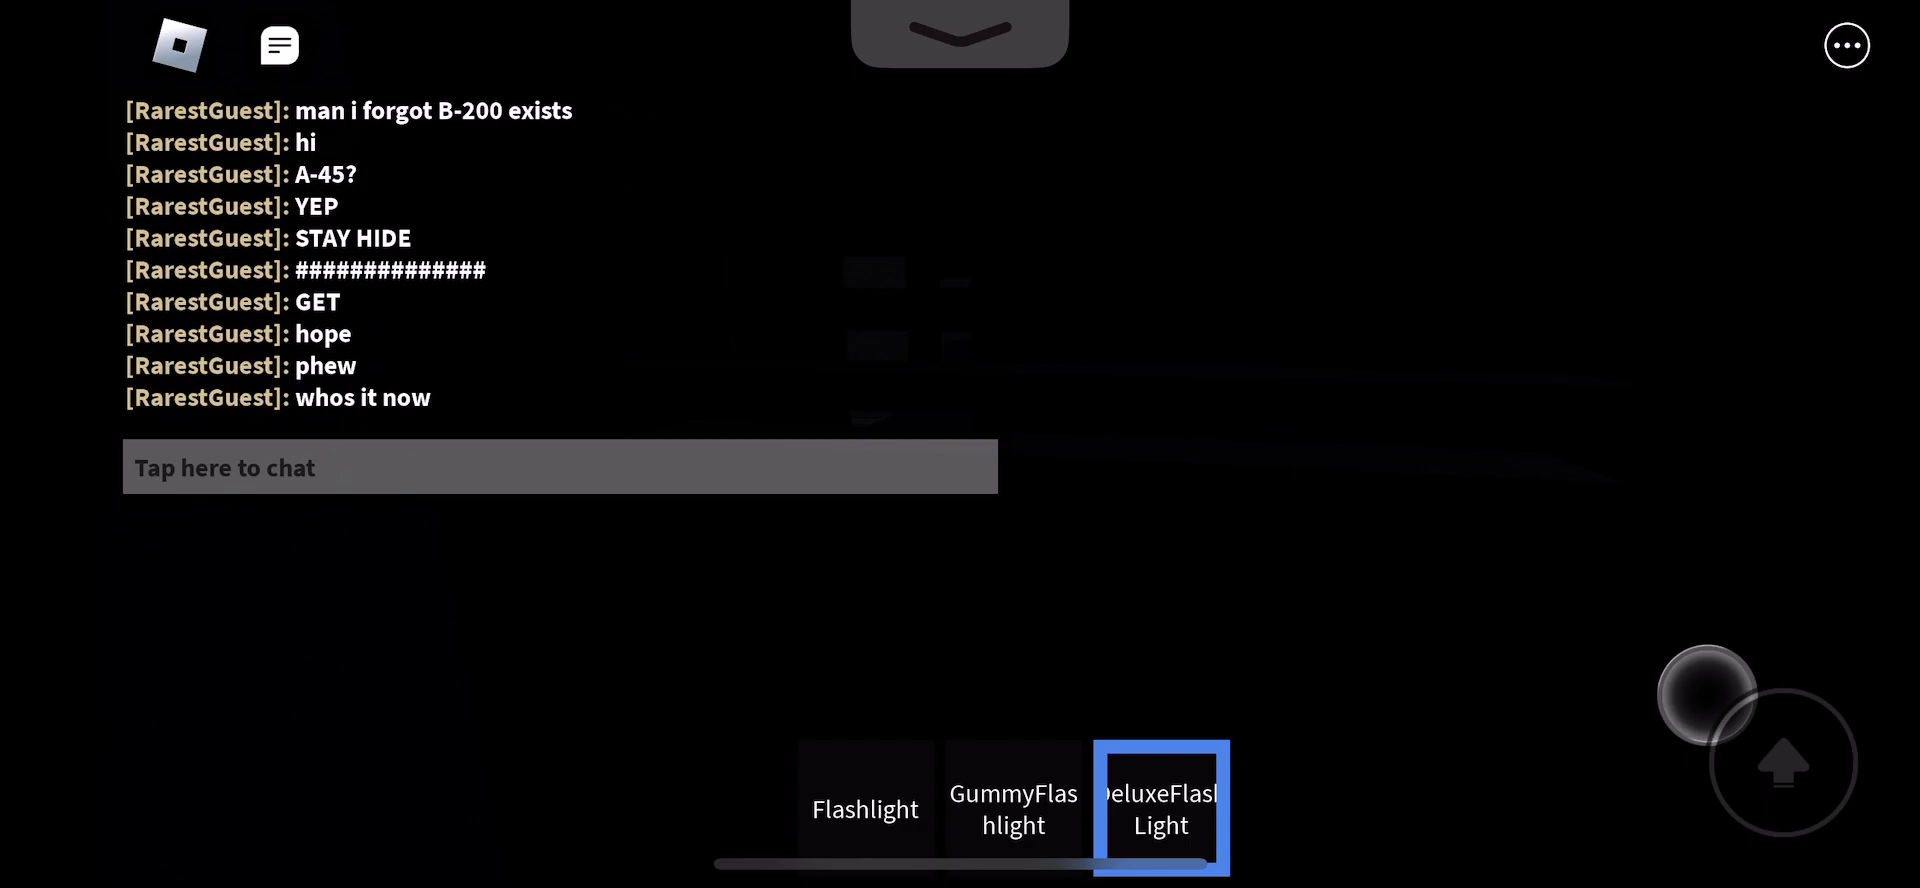 [RarestGuest]: man i forgot B-200 exists
[RarestGuest]: hi
[RarestGuest]: A-45?
[RarestGuest]: YEP
[RarestGuest]: STAY HIDE
[RarestGuest]: ##############
[RarestGuest]: GET
[RarestGuest]: hope
[RarestGuest]: phew
[RarestGuest]: whos it now
Tap here to chat
Flashlight
GummyFlas
hlight
DeluxeFlash
Light